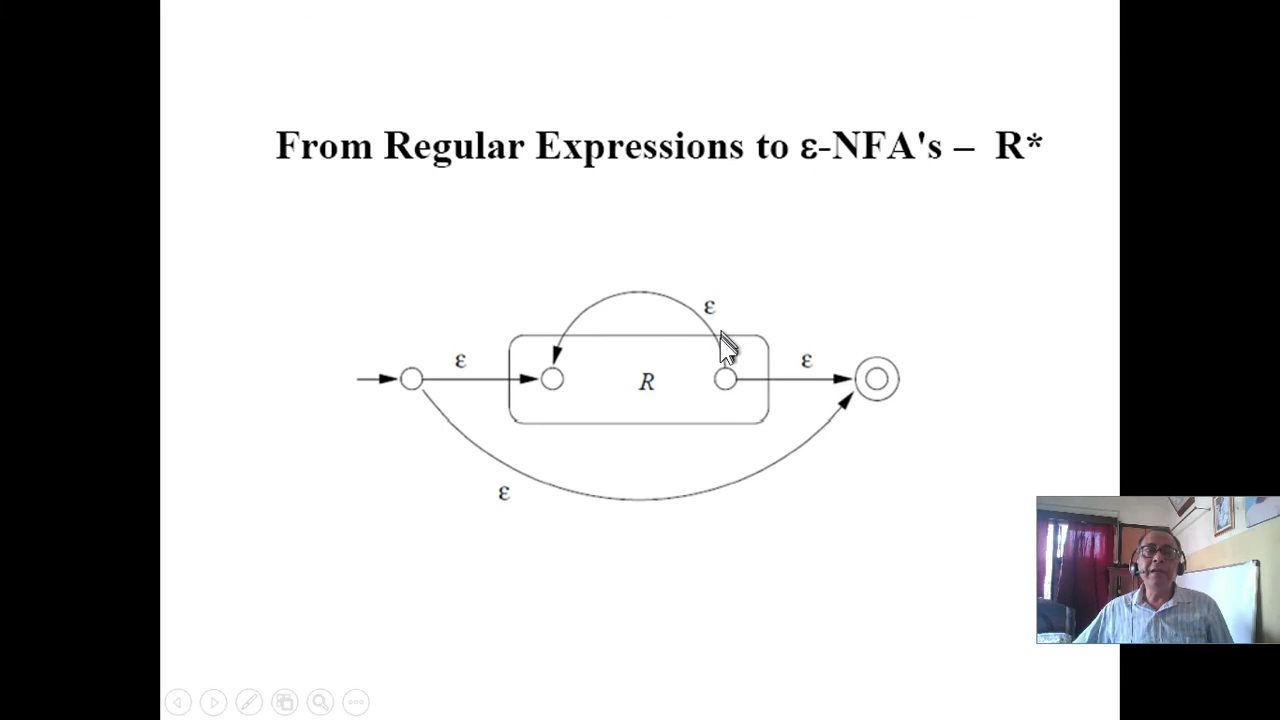 From Regular Expressions to ε-NFA's – R*
ε
ε
R
ε
ε